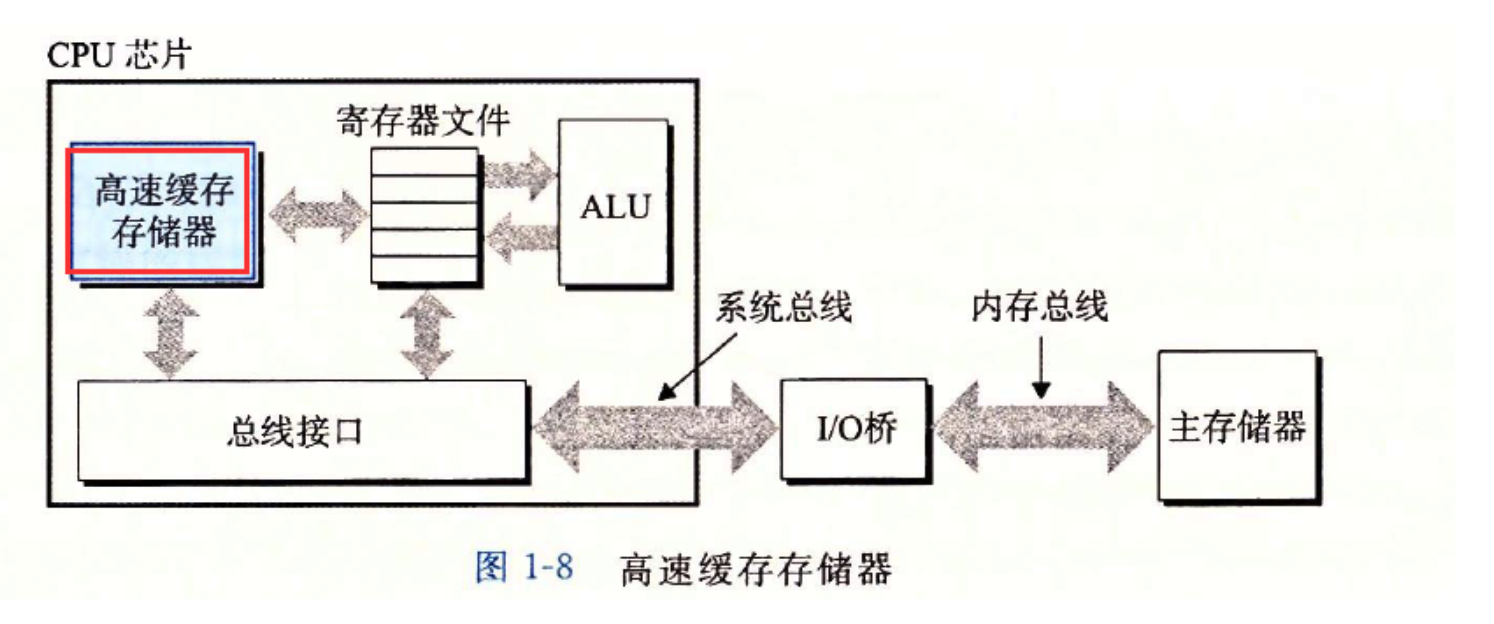 CPU 芯片
寄存器文件
高速缓存
存储器
ALU
系统总线
内存总线
总线接口
I/O桥
主存储器
图 1-8 高速缓存存储器